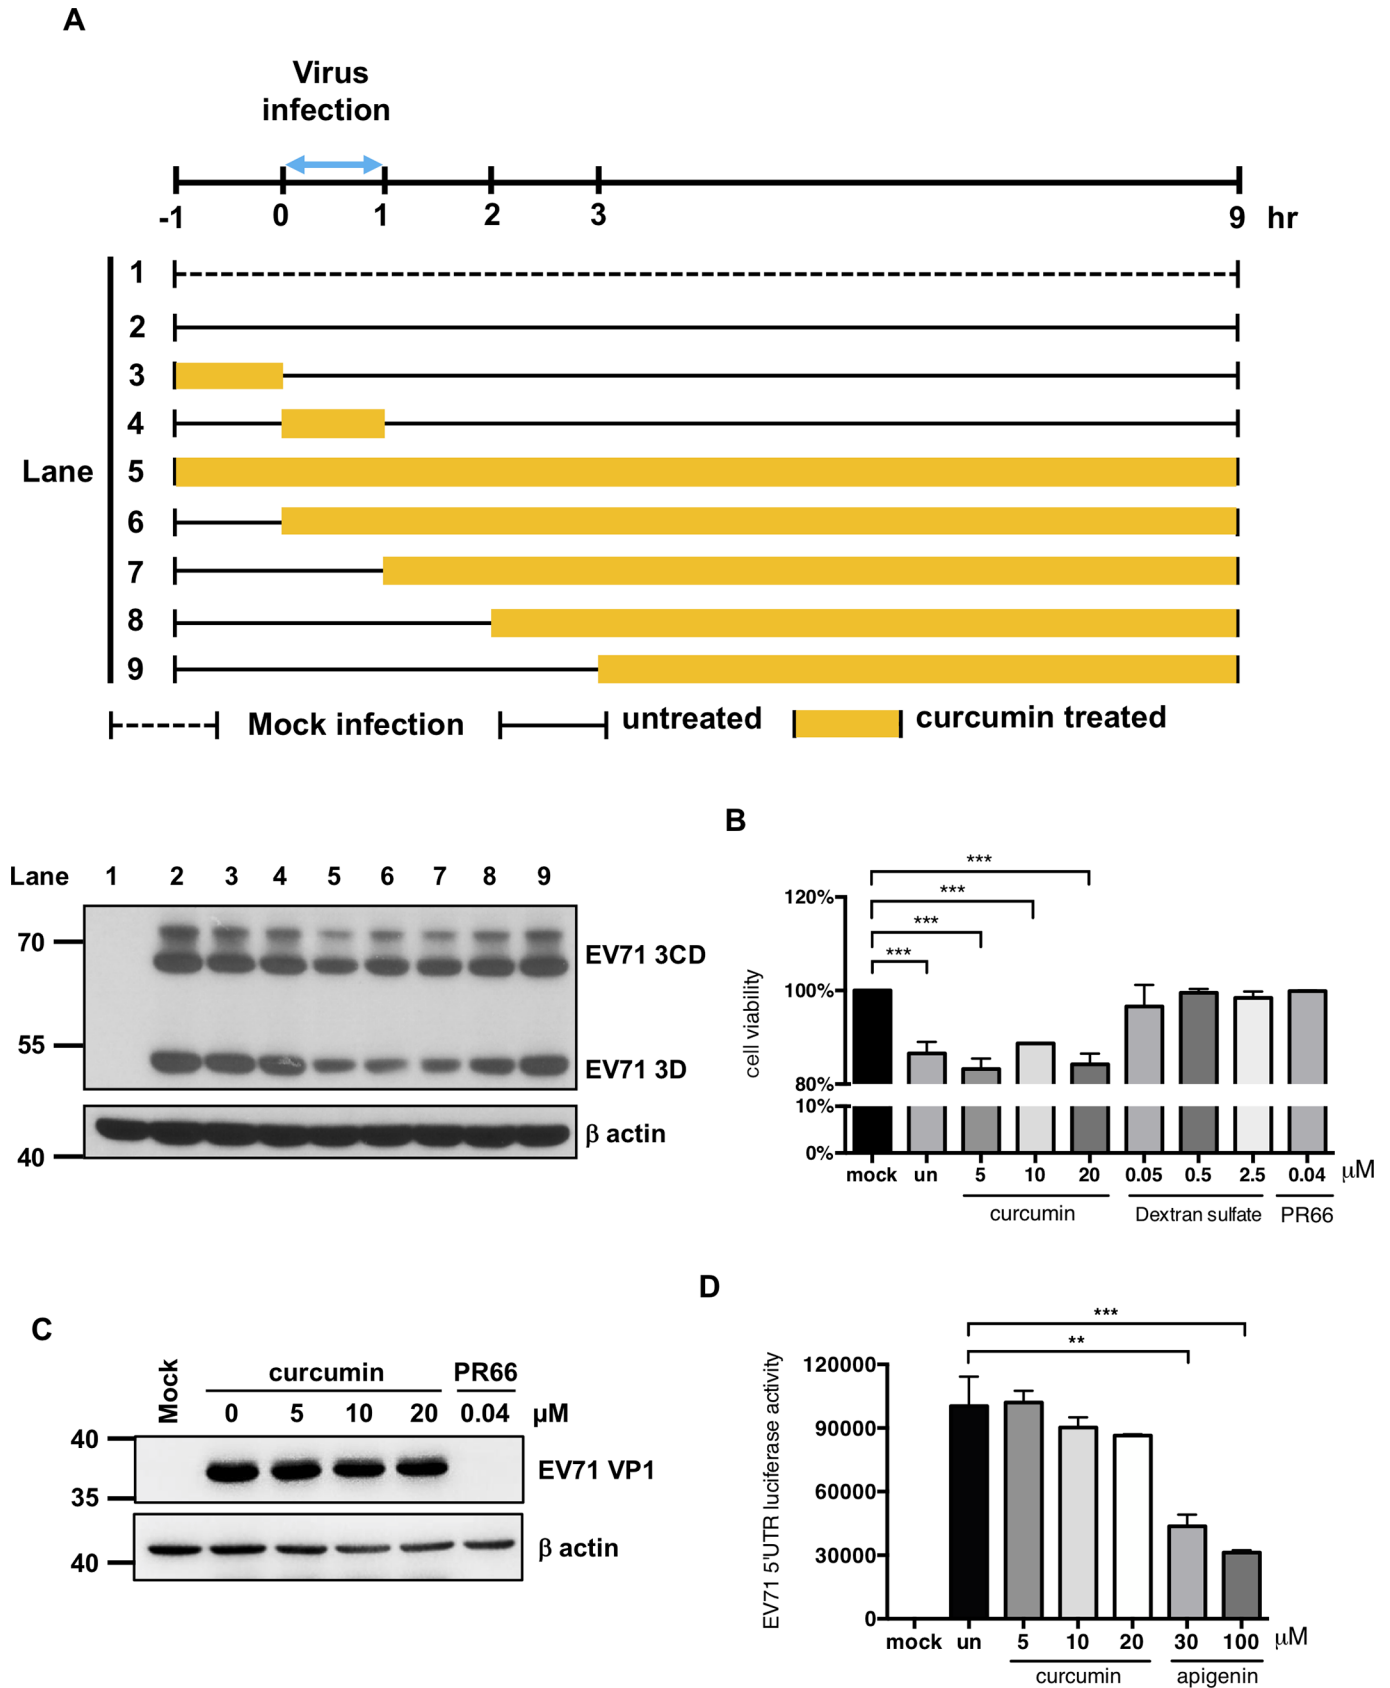 A
Virus
infection
-1 0 1 2 3 9 hr
1
2
3
4
Lane 5
6
7
8
9
Mock infection untreated curcumin treated
Lane 1 2 3 4 5 6 7 8 9
70
EV71 3CD
55
EV71 3D
β actin
40
B
***
***
***
***
120%
100%
80%
10%
0%
cell viability
mock un 5 10 20 0.05 0.5 2.5 0.04 μM
curcumin Dextran sulfate PR66
C
Mock
curcumin PR66
0 5 10 20 0.04 μM
40
EV71 VP1
35
β actin
40
D
***
**
120000
90000
60000
30000
0
EV71 5'UTR luciferase activity
mock un 5 10 20 30 100 μM
curcumin apigenin